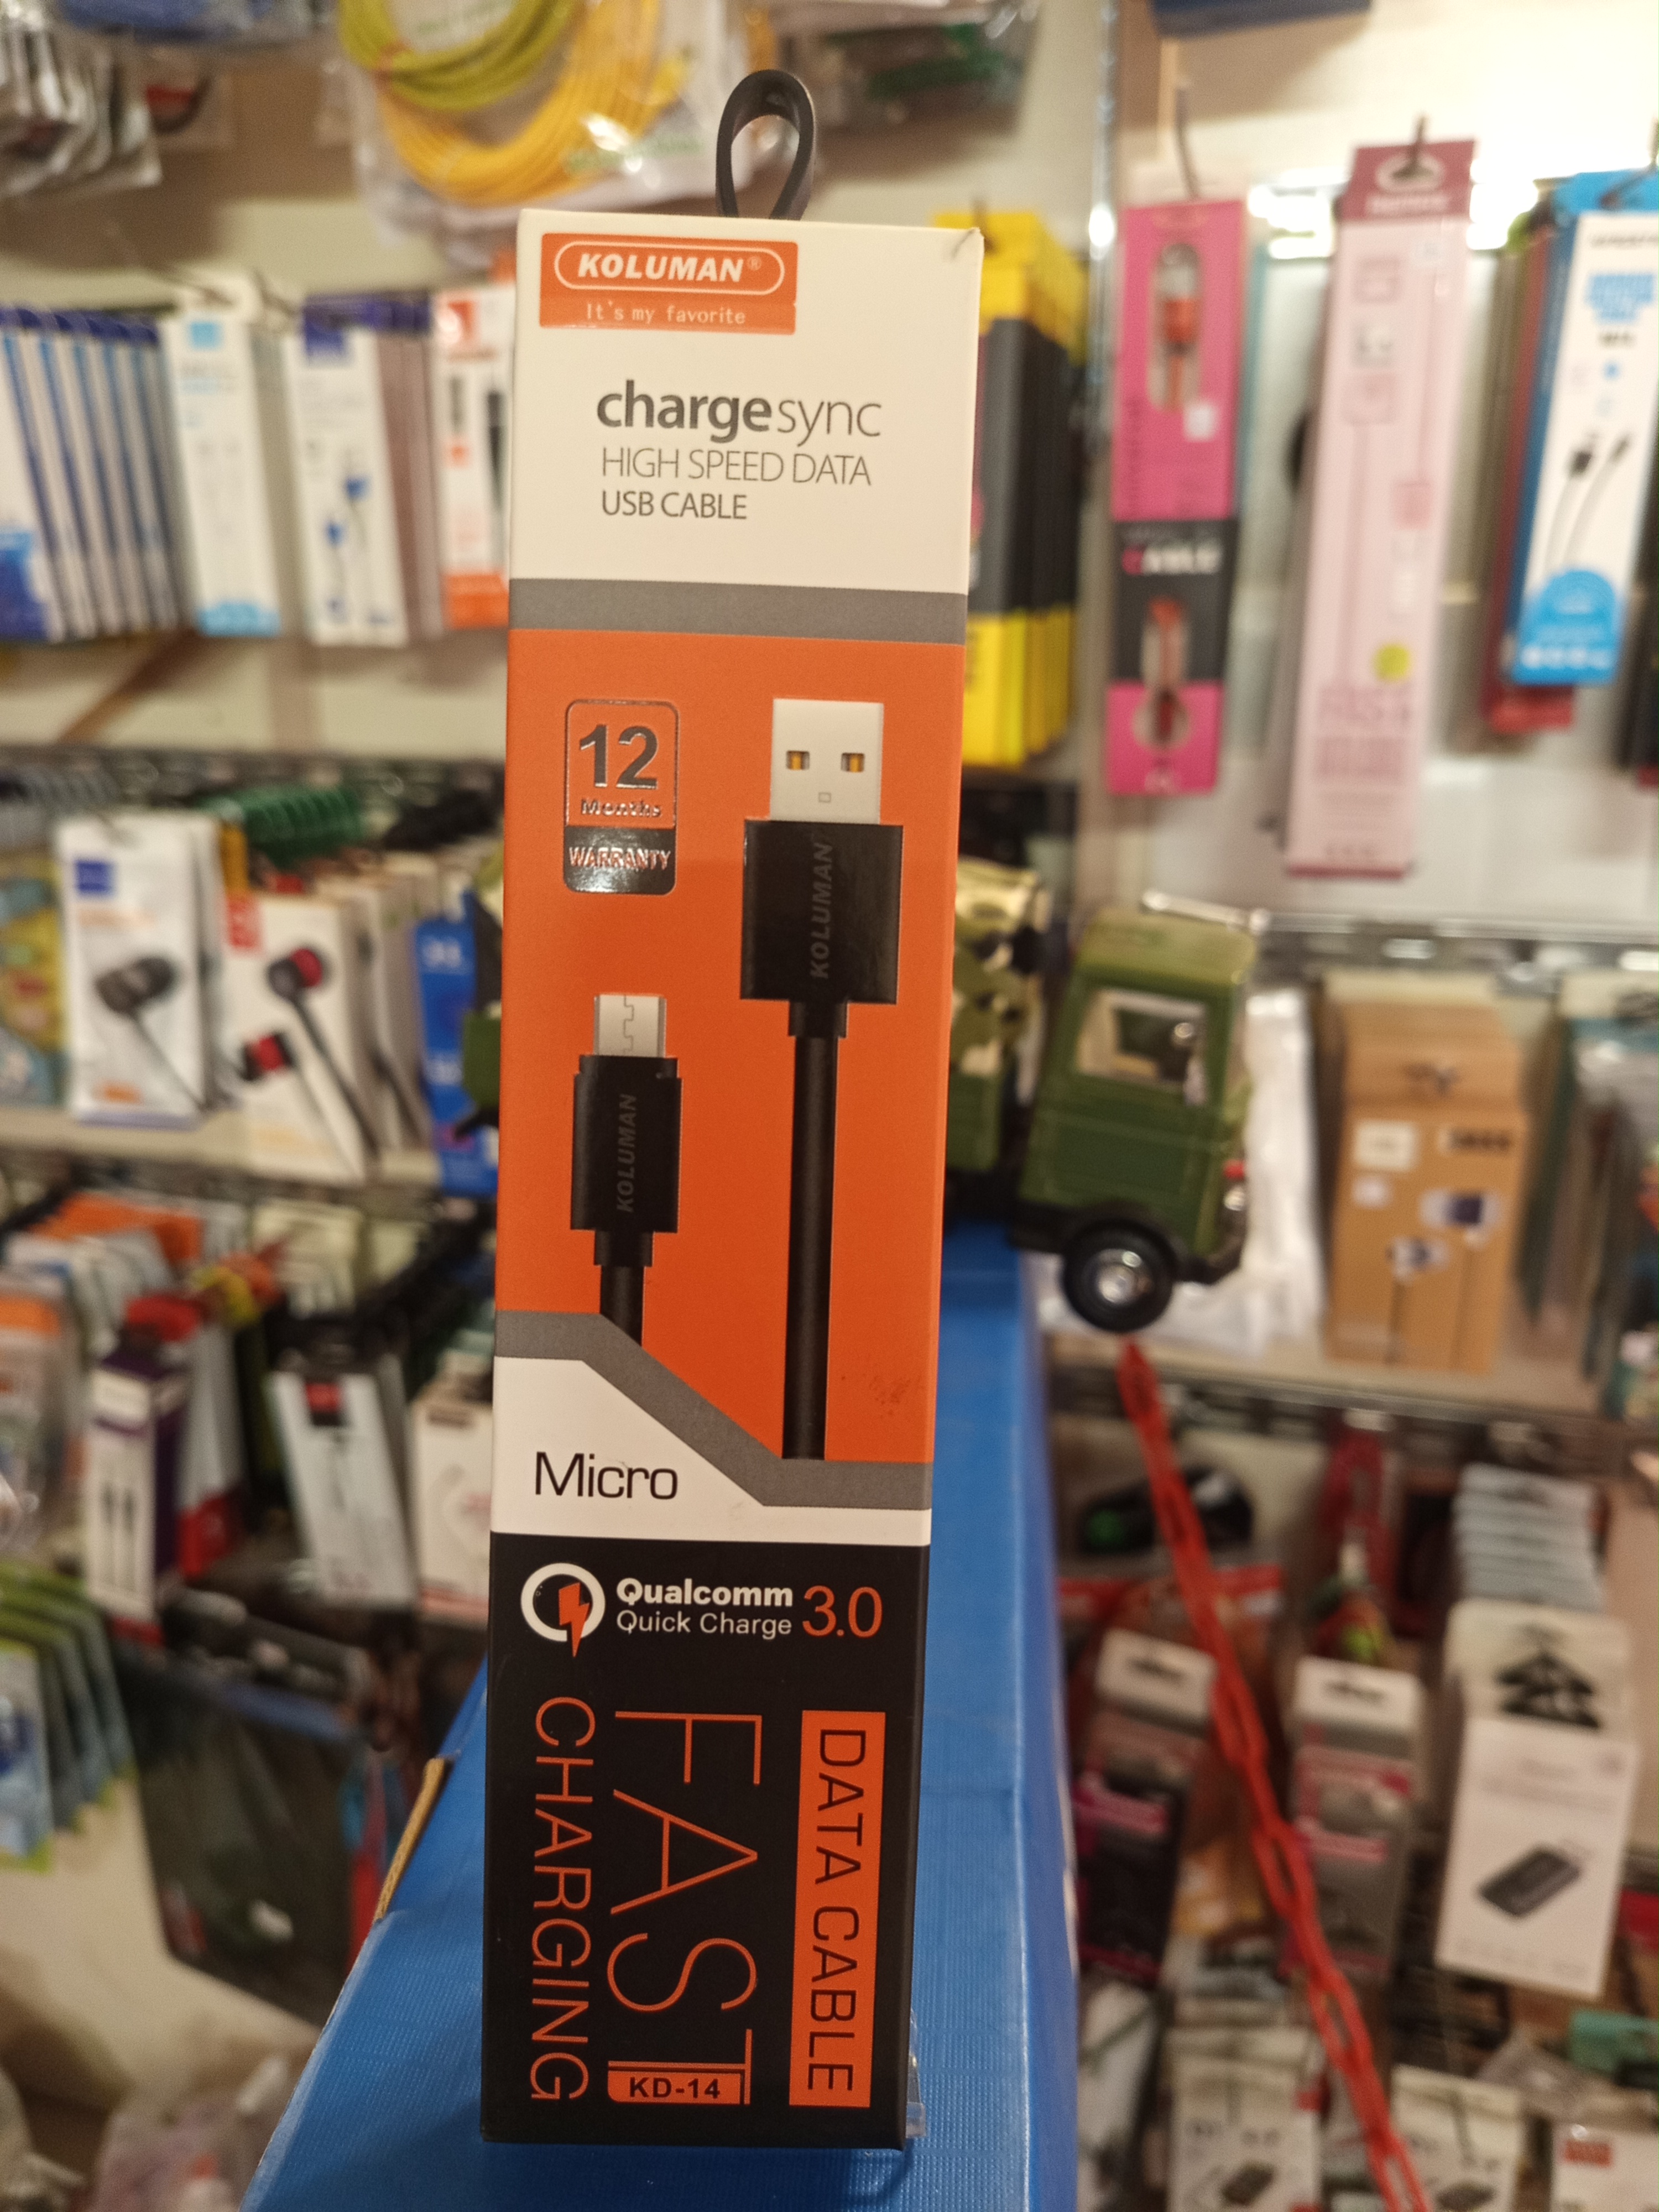 KOLUMAN®
It's my favorite
chargesync
HIGH SPEED DATA
USB CABLE
12
Months
WARRANTY
KOLUMAN
KOLUMAN
Micro
Qualcomm
Quick Charge 3.0
DATA CABLE
FAST
CHARGING
KD-14
CABLE